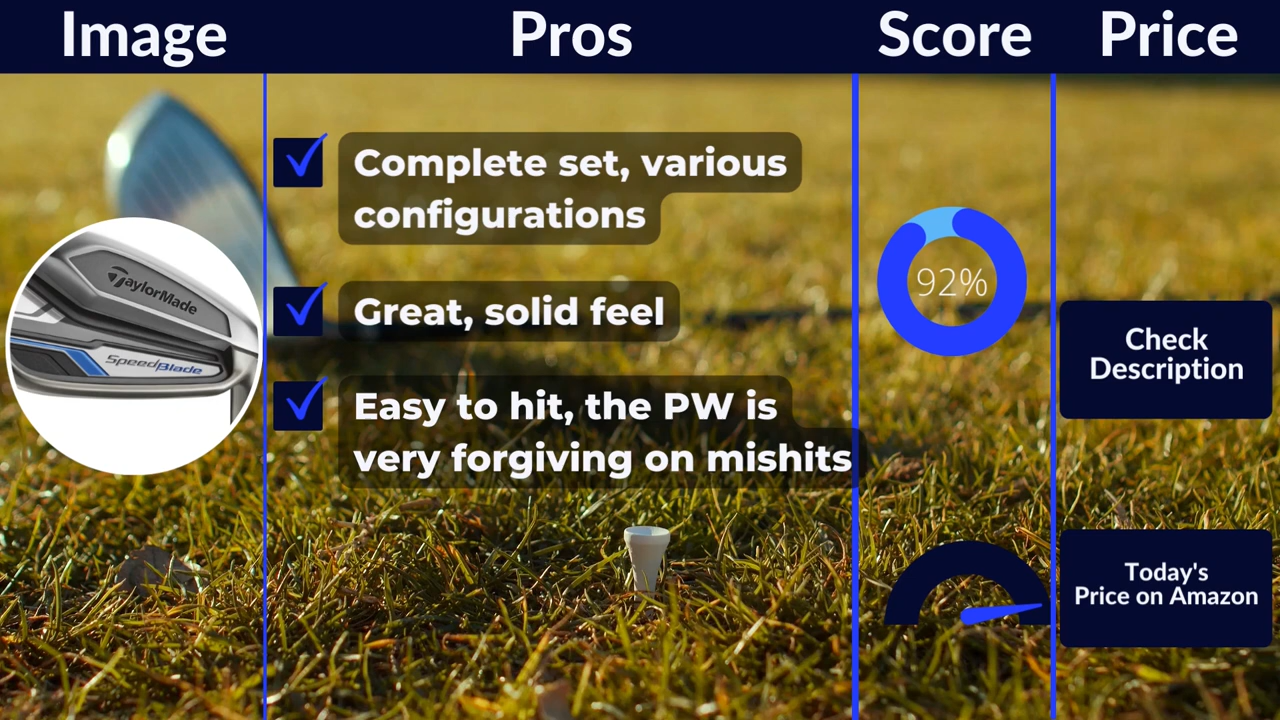 Image
Pros
Score
Price
TaylorMade
SpeedBlade
Complete set, various
configurations
Great, solid feel
Easy to hit, the PW is
very forgiving on mishits
92%
Check
Description
Today's
Price on Amazon